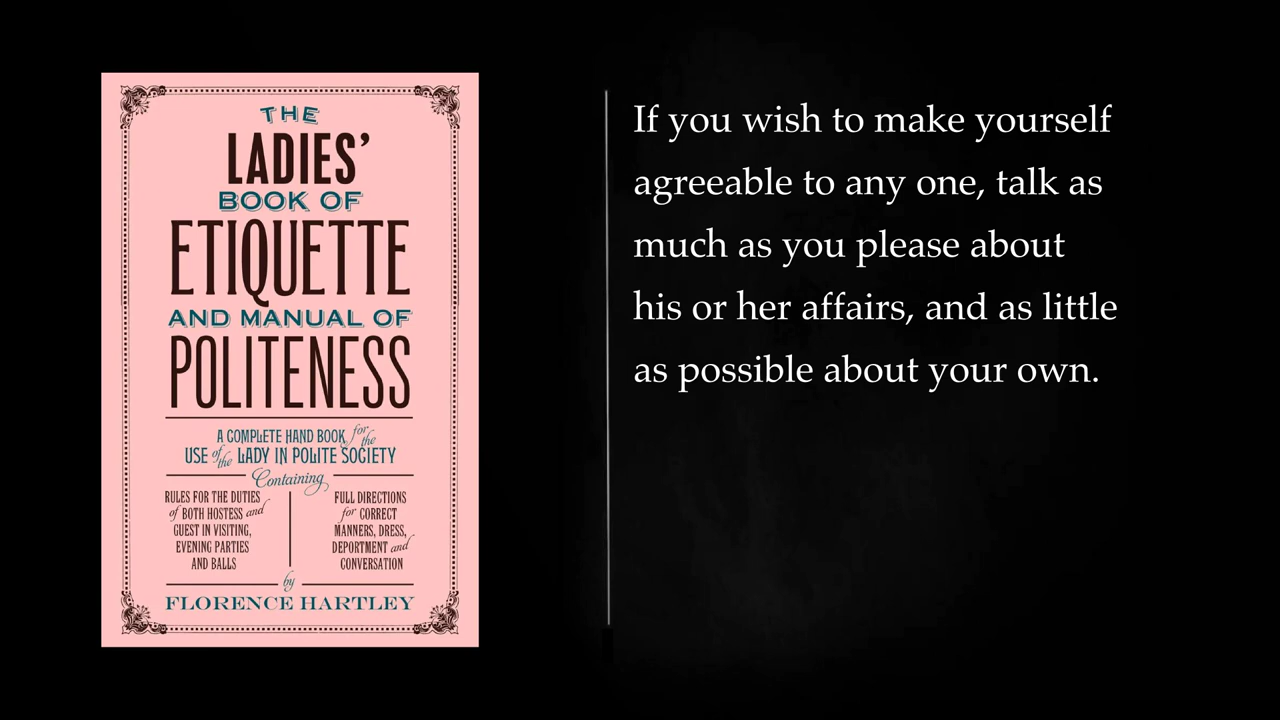 THE
LADIES'
BOOK OF
ETIQUETTE
AND MANUAL OF
POLITENESS
A COMPLETE HAND BOOK for the
USE of the LADY IN POLITE SOCIETY
Containing
RULES FOR THE DUTIES
of BOTH HOSTESS and
GUEST IN VISITING,
EVENING PARTIES
AND BALLS
FULL DIRECTIONS
for CORRECT
MANNERS, DRESS,
DEPORTMENT and
CONVERSATION
by
FLORENCE HARTLEY
If you wish to make yourself
agreeable to any one, talk as
much as you please about
his or her affairs, and as little
as possible about your own.